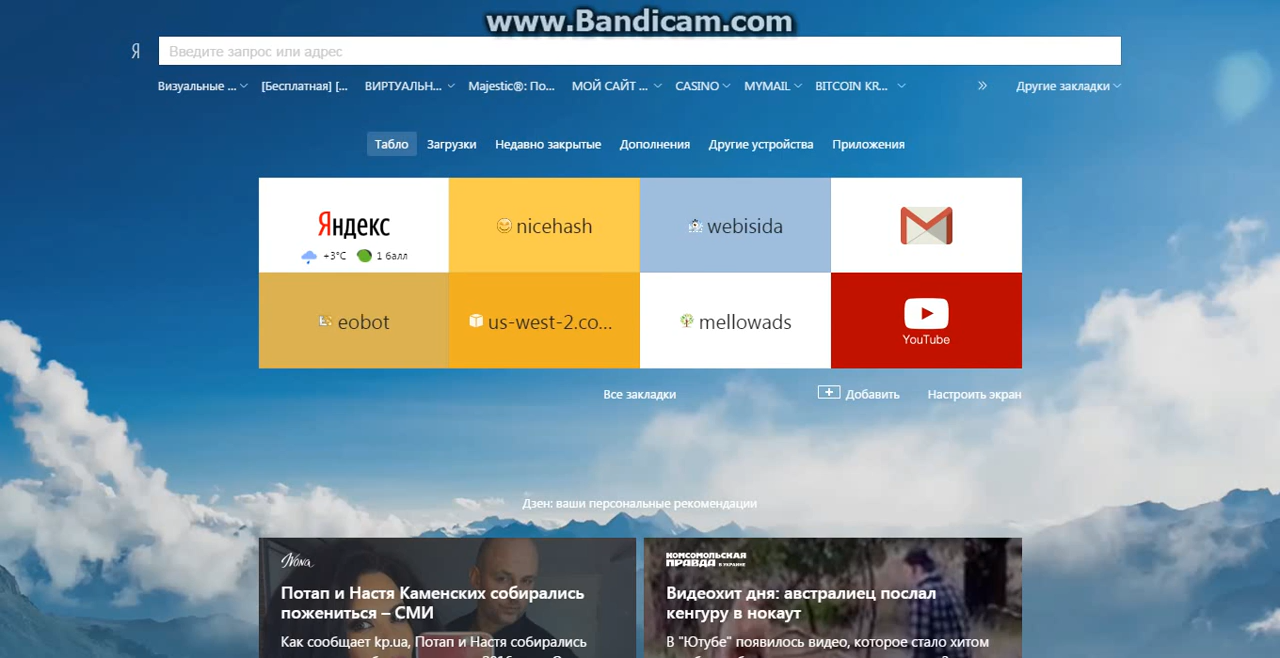 www.Bandicam.com
Я
Введите запрос или адрес
Визуальные ... [Бесплатная] [... ВИРТУАЛЬН... Majestic®: По... МОЙ САЙТ ... CASINO MYMAIL BITCOIN KR... » Другие закладки
Табло Загрузки Недавно закрытые Дополнения Другие устройства Приложения
Яндекс
+3°C 1 балл
nicehash
webisida
eobot
us-west-2.co...
mellowads
YouTube
Все закладки
Добавить
Настроить экран
Дзен: ваши персональные рекомендации
Nona
Потап и Настя Каменских собирались
пожениться – СМИ
Как сообщает kp.ua, Потап и Настя собирались
КОМСОМОЛЬСКАЯ
ПРАВДА В УКРАИНЕ
Видеохит дня: австралиец послал
кенгуру в нокаут
В "Ютубе" появилось видео, которое стало хитом